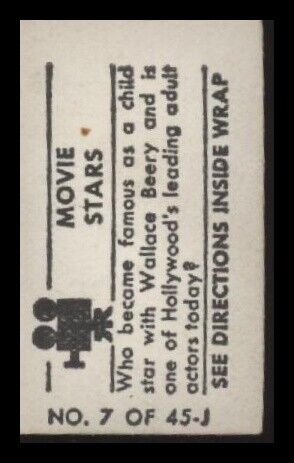 MOVIE
STARS
Who became famous as a child
star with Wallace Beery and is
one of Hollywood's leading adult
actors today?
SEE DIRECTIONS INSIDE WRAP
NO. 7 OF 45-J